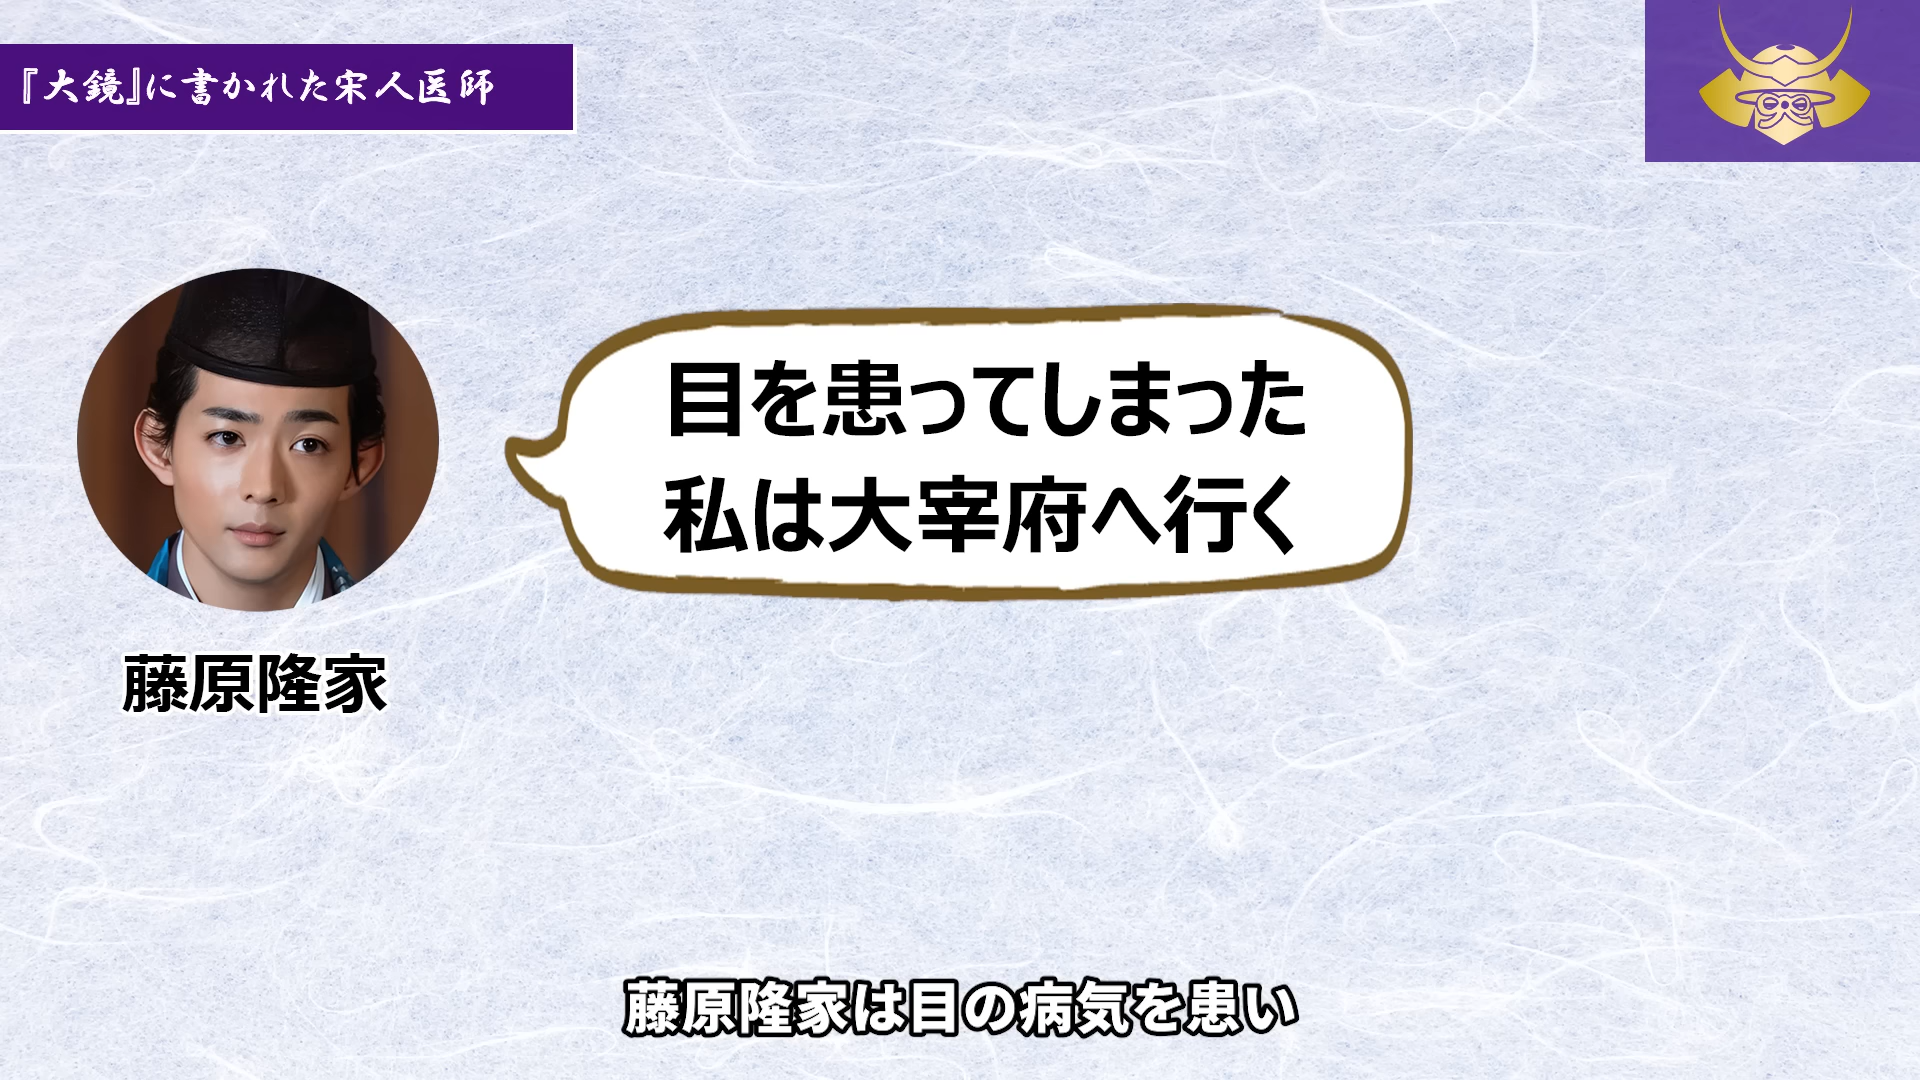 『大鏡』に書かれた宋人医師
目を患ってしまった
私は大宰府へ行く
藤原隆家
藤原隆家は目の病気を患い